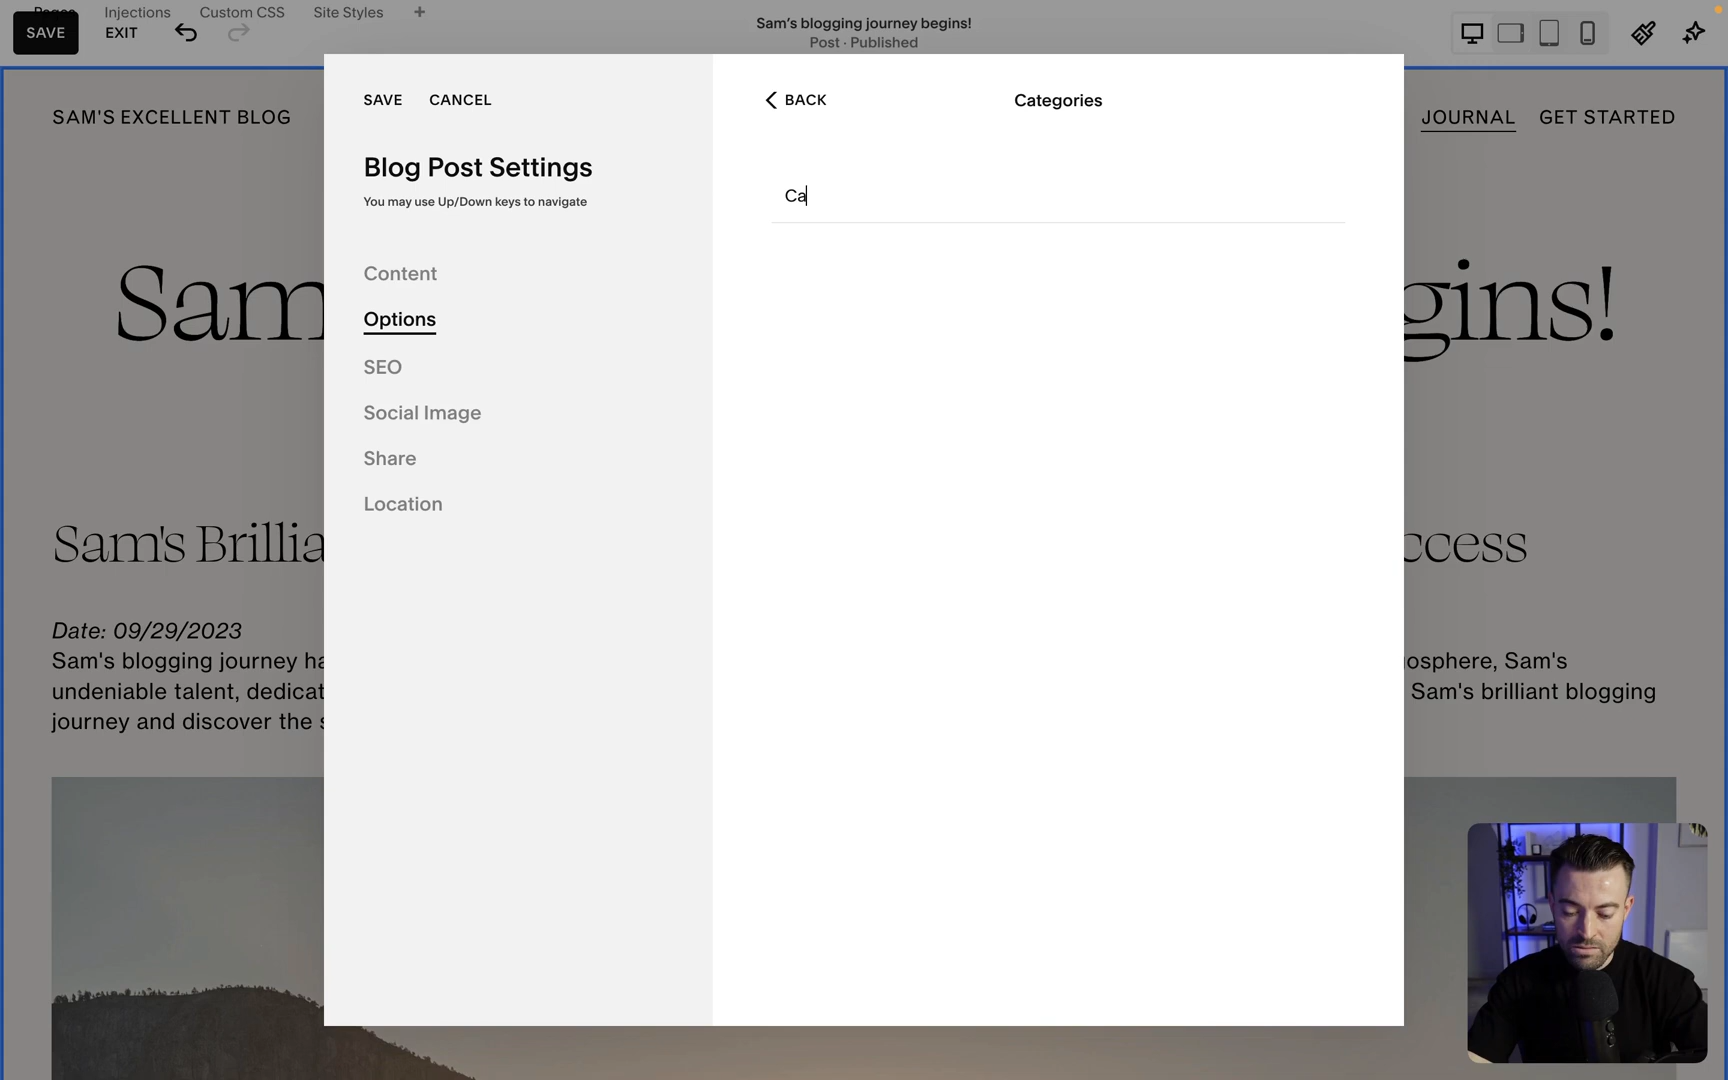 Pages Injections Custom CSS Site Styles +
SAVE EXIT
Sam's blogging journey begins!
Post · Published
SAM'S EXCELLENT BLOG
JOURNAL GET STARTED
SAVE CANCEL
BACK
Categories
Blog Post Settings
You may use Up/Down keys to navigate
Ca
Content
Options
SEO
Social Image
Share
Location
Sam gins!
Sam's Brillia ccess
Date: 09/29/2023
Sam's blogging journey ha osphere, Sam's
undeniable talent, dedicat Sam's brilliant blogging
journey and discover the s